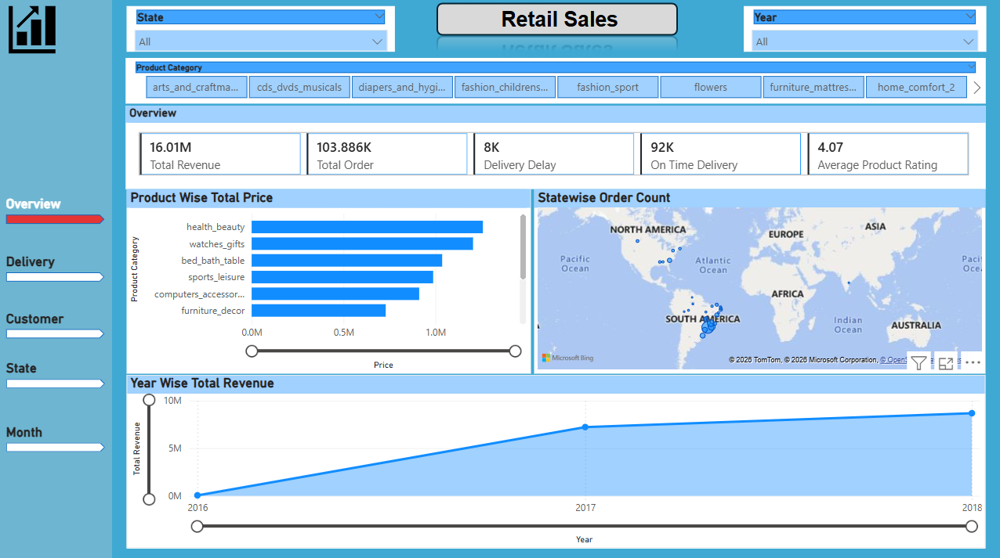 State
All
Retail Sales
Year
All
Product Category
arts_and_craftma...
cds_dvds_musicals
diapers_and_hygi...
fashion_childrens...
fashion_sport
flowers
furniture_mattres...
home_comfort_2
Overview
16.01M
Total Revenue
103.886K
Total Order
8K
Delivery Delay
92K
On Time Delivery
4.07
Average Product Rating
Overview
Delivery
Customer
State
Month
Product Wise Total Price
Product Category
health_beauty
watches_gifts
bed_bath_table
sports_leisure
computers_accessor...
furniture_decor
0.0M
0.5M
1.0M
Price
Statewise Order Count
NORTH AMERICA
EUROPE
ASIA
Pacific
Ocean
Atlantic
Ocean
AFRICA
SOUTH AMERICA
Indian
Ocean
AUSTRALIA
Microsoft Bing
© 2026 TomTom, © 2026 Microsoft Corporation,
Year Wise Total Revenue
Total Revenue
10M
5M
0M
2016
2017
2018
Year